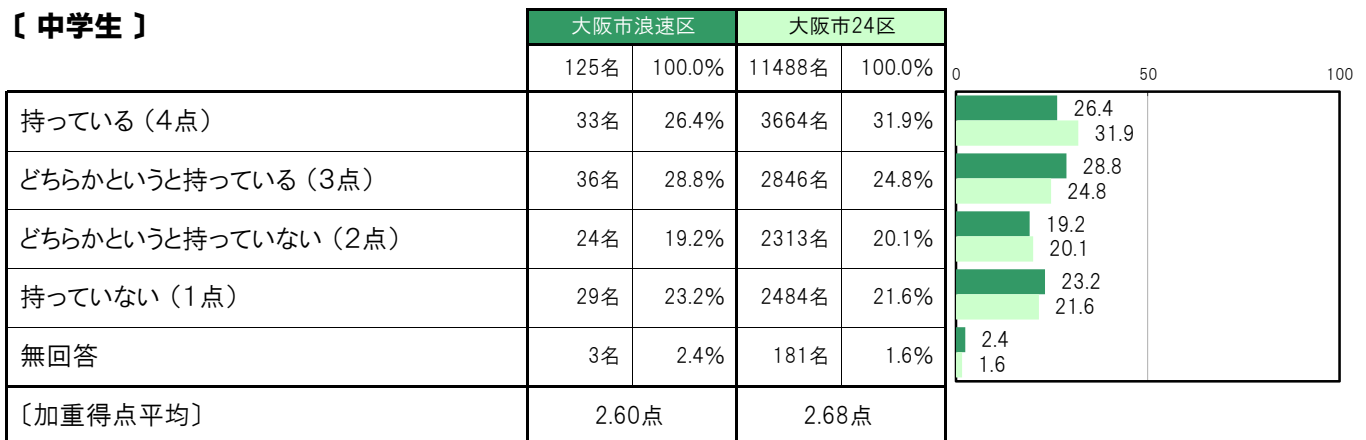 〔 中学生 〕
大阪市浪速区 大阪市24区
125名 100.0% 11488名 100.0%
0 50 100
持っている（4点） 33名 26.4% 3664名 31.9%
26.4
31.9
どちらかというと持っている（3点） 36名 28.8% 2846名 24.8%
28.8
24.8
どちらかというと持っていない（2点） 24名 19.2% 2313名 20.1%
19.2
20.1
持っていない（1点） 29名 23.2% 2484名 21.6%
23.2
21.6
無回答 3名 2.4% 181名 1.6%
2.4
1.6
〔加重得点平均〕 2.60点 2.68点